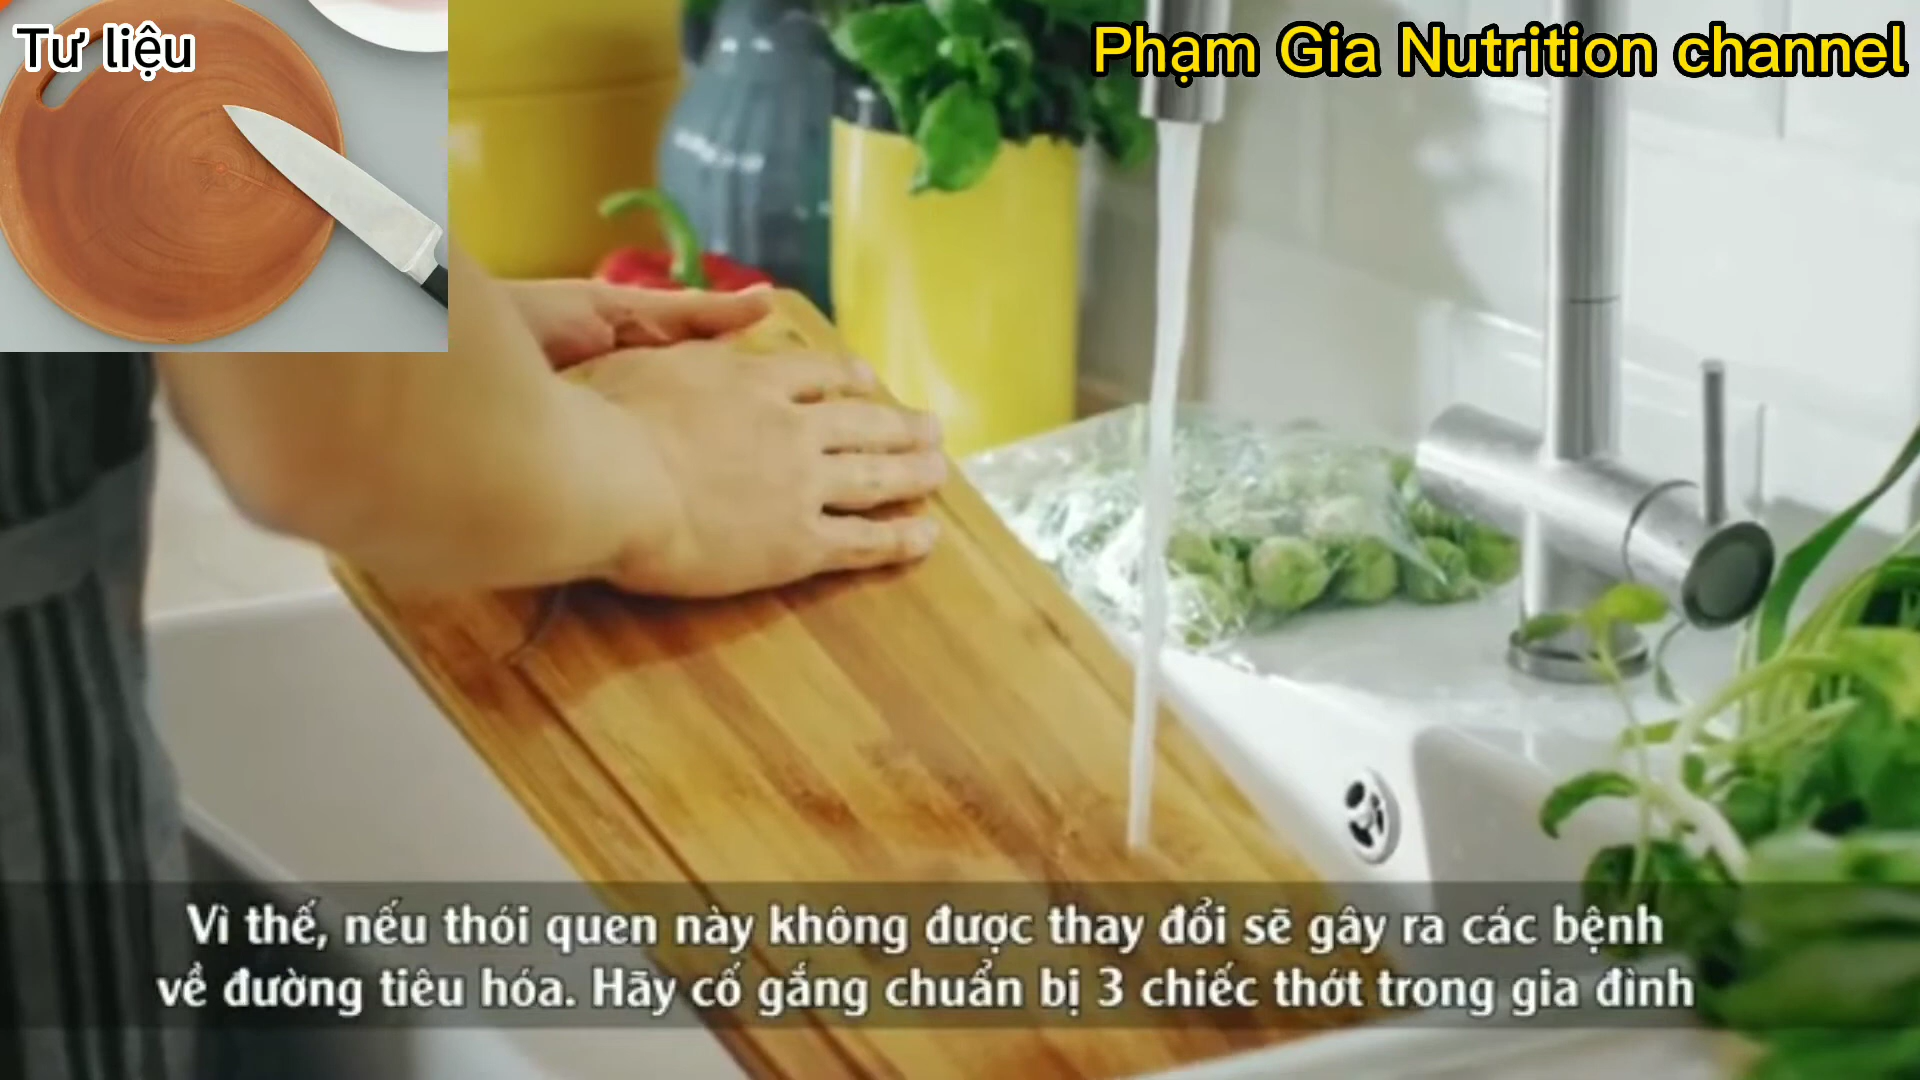 Tư liệu
Phạm Gia Nutrition channel
Vì thế, nếu thói quen này không được thay đổi sẽ gây ra các bệnh
về đường tiêu hóa. Hãy cố gắng chuẩn bị 3 chiếc thớt trong gia đình